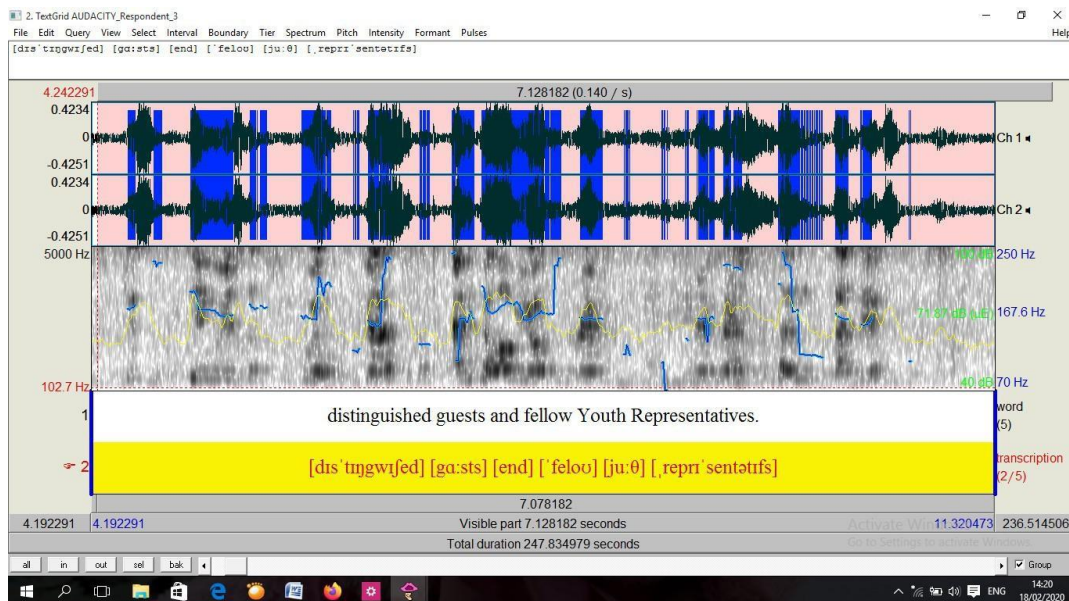 2. TextGrid AUDACITY_Respondent_3
File Edit Query View Select Interval Boundary Tier Spectrum Pitch Intensity Formant Pulses Help
[dɪsˈtɪŋgwɪʃed] [gɑːsts] [end] [ˈfeloʊ] [juːθ] [ˌreprɪˈsentətɪfs]
4.242291 7.128182 (0.140 / s)
0.4234
0 Ch 1
-0.4251
0.4234
0 Ch 2
-0.4251
5000 Hz 100 dB 250 Hz
71.87 dB (µE) 167.6 Hz
102.7 Hz 40 dB 70 Hz
1 distinguished guests and fellow Youth Representatives. word (5)
2 [dɪsˈtɪŋgwɪʃed] [gɑːsts] [end] [ˈfeloʊ] [juːθ] [ˌreprɪˈsentətɪfs] transcription (2/5)
7.078182
4.192291 4.192291 Visible part 7.128182 seconds 11.320473 236.514506
Activate Windows
Total duration 247.834979 seconds
Go to Settings to activate Windows.
all in out sel bak Group
ENG 14:20
18/02/2020